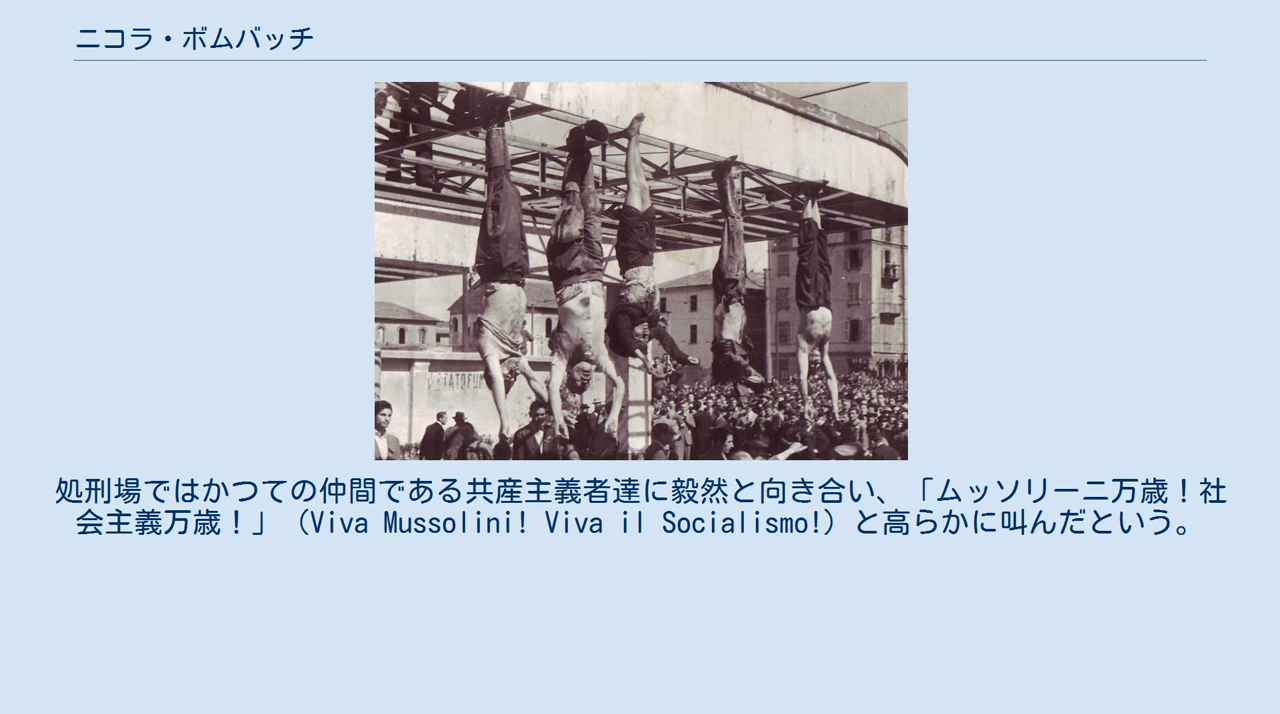 ニコラ・ボムバッチ
処刑場ではかつての仲間である共産主義者達に毅然と向き合い、「ムッソリーニ万歳！社
会主義万歳！」（Viva Mussolini! Viva il Socialismo!）と高らかに叫んだという。